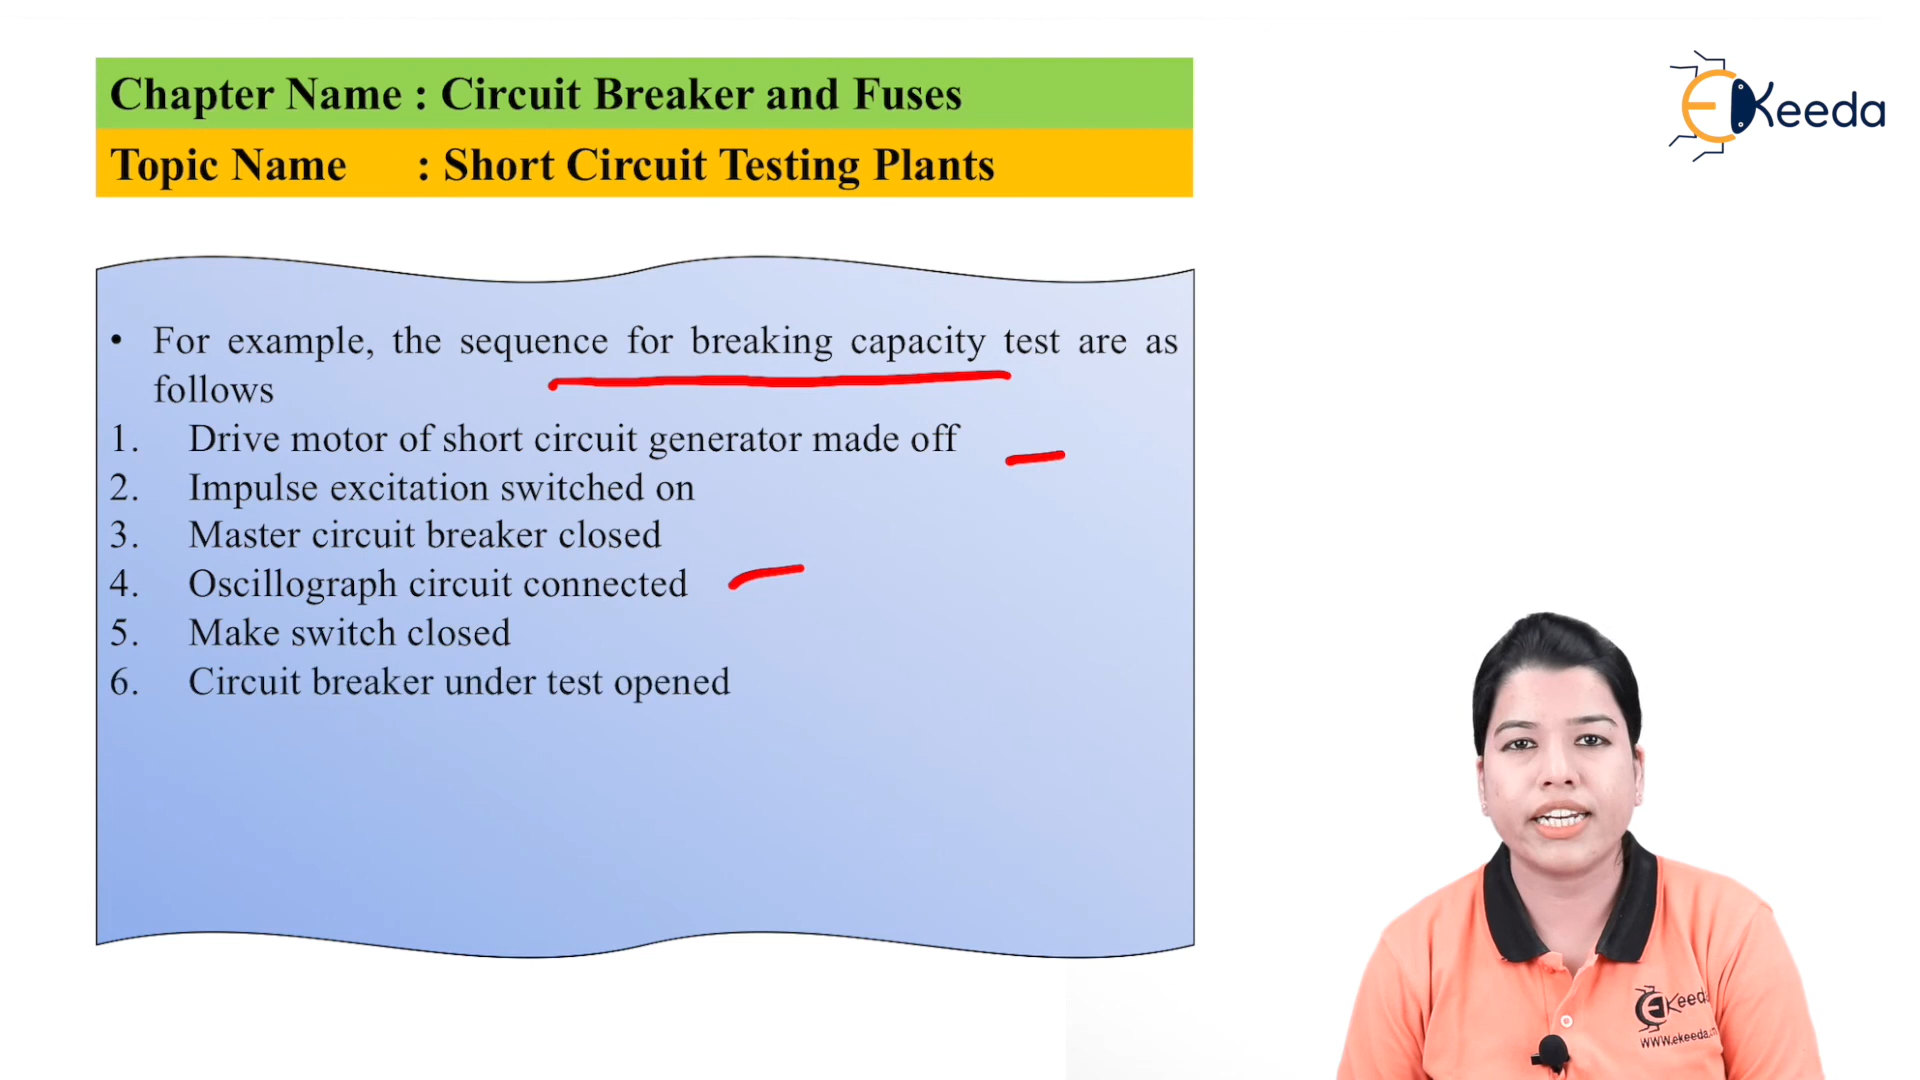 Chapter Name : Circuit Breaker and Fuses
Topic Name : Short Circuit Testing Plants
EKeeda
• For example, the sequence for breaking capacity test are as
follows
1. Drive motor of short circuit generator made off
2. Impulse excitation switched on
3. Master circuit breaker closed
4. Oscillograph circuit connected
5. Make switch closed
6. Circuit breaker under test opened